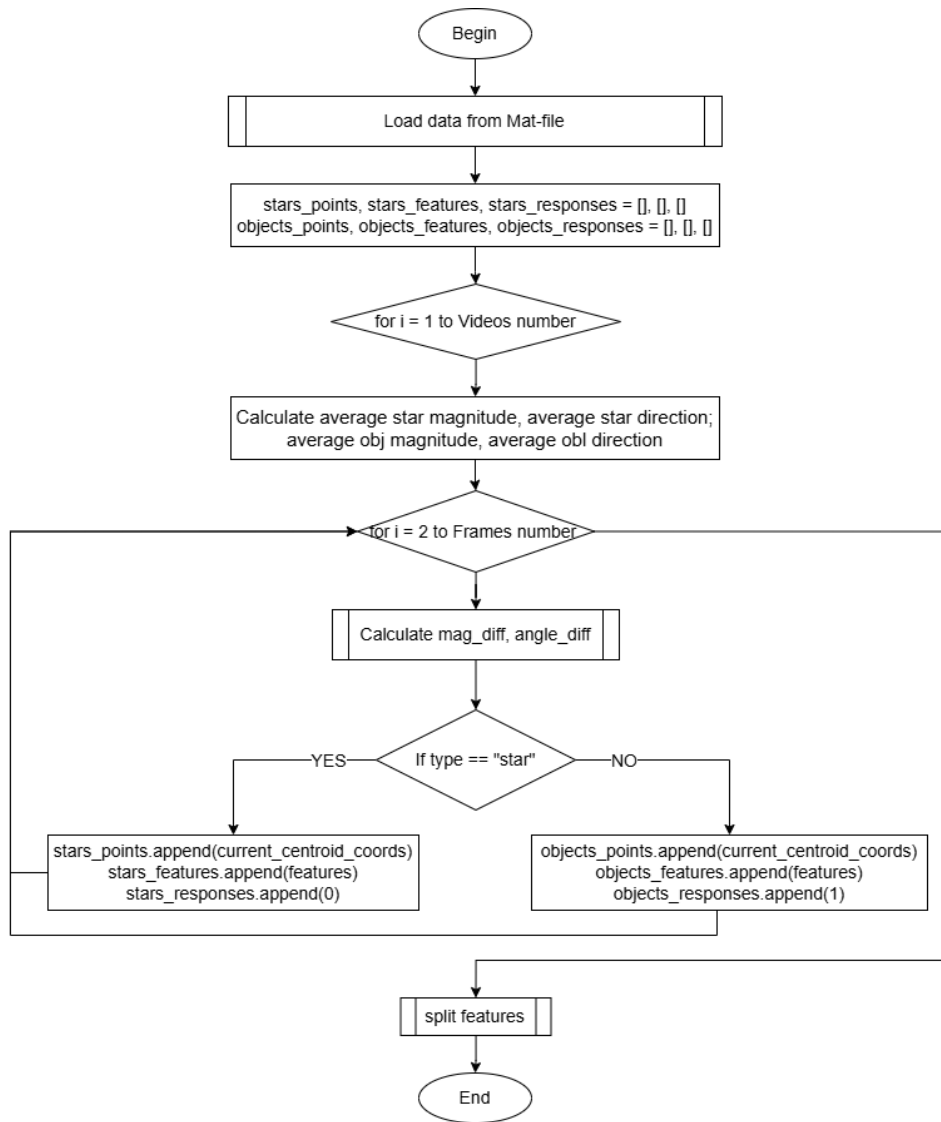 Begin
Load data from Mat-file
stars_points, stars_features, stars_responses = [], [], []
objects_points, objects_features, objects_responses = [], [], []
for i = 1 to Videos number
Calculate average star magnitude, average star direction;
average obj magnitude, average obl direction
for i = 2 to Frames number
Calculate mag_diff, angle_diff
If type == "star"
YES
NO
stars_points.append(current_centroid_coords)
stars_features.append(features)
stars_responses.append(0)
objects_points.append(current_centroid_coords)
objects_features.append(features)
objects_responses.append(1)
split features
End